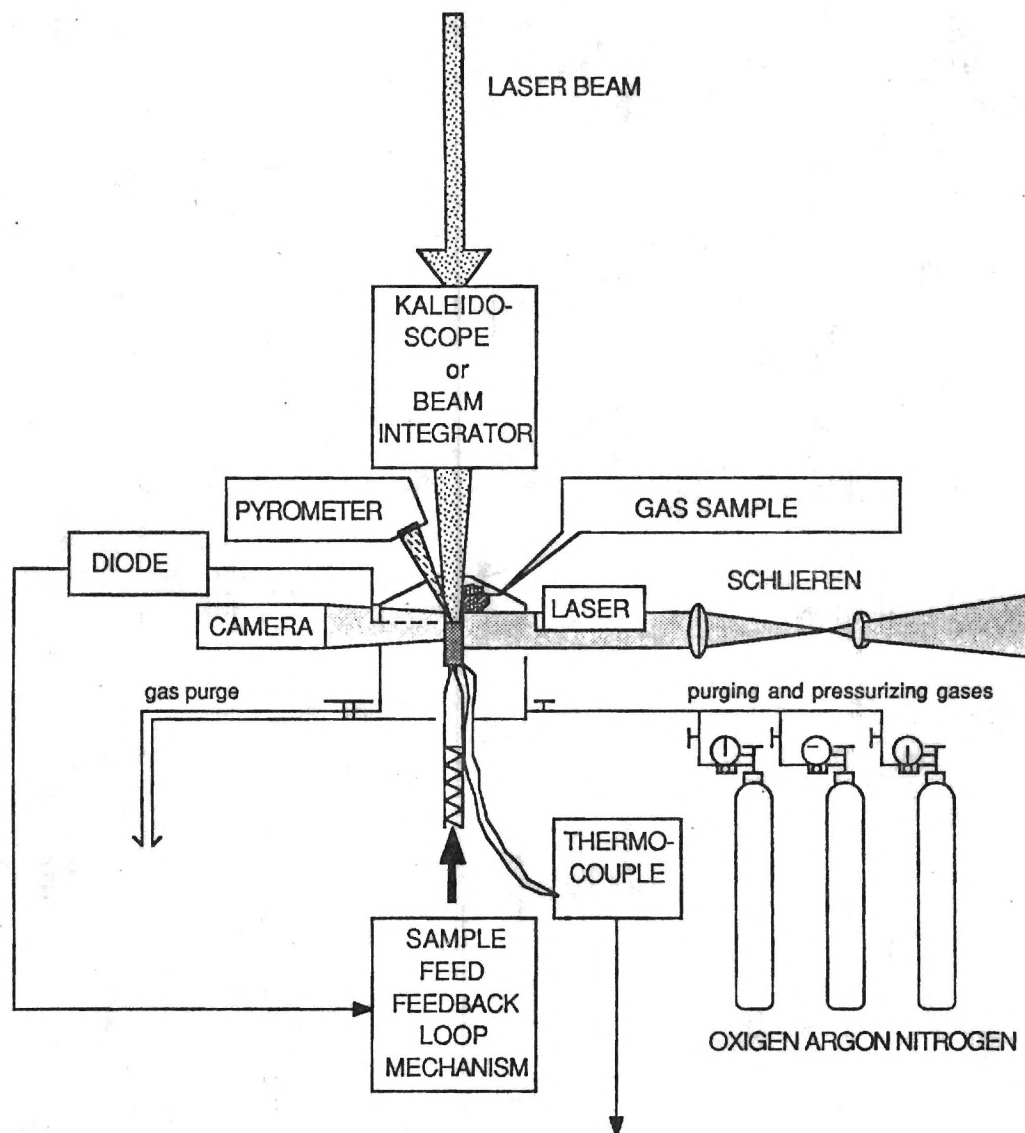 LASER BEAM
KALEIDO-
SCOPE
or
BEAM
INTEGRATOR
PYROMETER
GAS SAMPLE
DIODE
SCHLIEREN
CAMERA
LASER
gas purge
purging and pressurizing gases
THERMO-
COUPLE
SAMPLE
FEED
FEEDBACK
LOOP
MECHANISM
OXIGEN ARGON NITROGEN